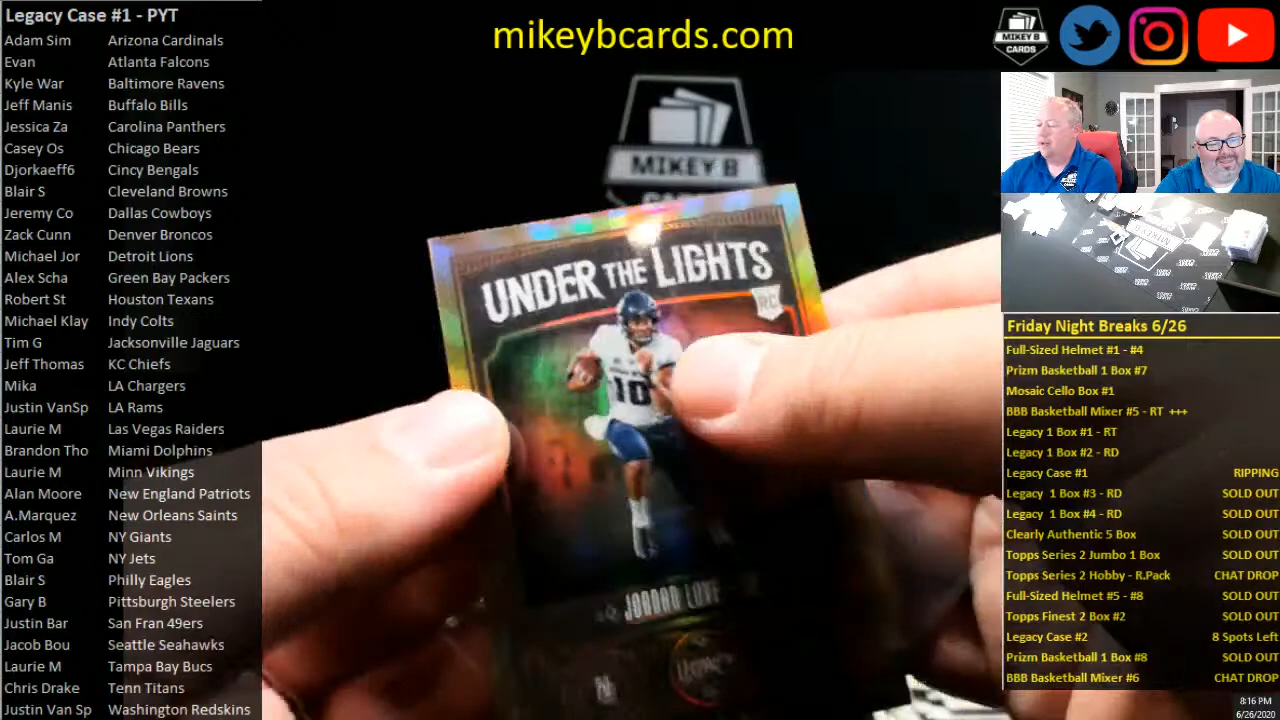 Legacy Case #1 - PYT
Adam Sim Arizona Cardinals
Evan Atlanta Falcons
Kyle War Baltimore Ravens
Jeff Manis Buffalo Bills
Jessica Za Carolina Panthers
Casey Os Chicago Bears
Djorkaeff6 Cincy Bengals
Blair S Cleveland Browns
Jeremy Co Dallas Cowboys
Zack Cunn Denver Broncos
Michael Jor Detroit Lions
Alex Scha Green Bay Packers
Robert St Houston Texans
Michael Klay Indy Colts
Tim G Jacksonville Jaguars
Jeff Thomas KC Chiefs
Mika LA Chargers
Justin VanSp LA Rams
Laurie M Las Vegas Raiders
Brandon Tho Miami Dolphins
Laurie M Minn Vikings
Alan Moore New England Patriots
A.Marquez New Orleans Saints
Carlos M NY Giants
Tom Ga NY Jets
Blair S Philly Eagles
Gary B Pittsburgh Steelers
Justin Bar San Fran 49ers
Jacob Bou Seattle Seahawks
Laurie M Tampa Bay Bucs
Chris Drake Tenn Titans
Justin Van Sp Washington Redskins
mikeybcards.com
MIKEY B
CARDS
UNDER THE LIGHTS
RC
10
JORDAN LOVE
LEGACY
MIKEY B
CARDS
MIKEY B
Friday Night Breaks 6/26
Full-Sized Helmet #1 - #4
Prizm Basketball 1 Box #7
Mosaic Cello Box #1
BBB Basketball Mixer #5 - RT +++
Legacy 1 Box #1 - RT
Legacy 1 Box #2 - RD
Legacy Case #1 RIPPING
Legacy 1 Box #3 - RD SOLD OUT
Legacy 1 Box #4 - RD SOLD OUT
Clearly Authentic 5 Box SOLD OUT
Topps Series 2 Jumbo 1 Box SOLD OUT
Topps Series 2 Hobby - R.Pack CHAT DROP
Full-Sized Helmet #5 - #8 SOLD OUT
Topps Finest 2 Box #2 SOLD OUT
Legacy Case #2 8 Spots Left
Prizm Basketball 1 Box #8 SOLD OUT
BBB Basketball Mixer #6 CHAT DROP
8:16 PM
6/26/2020